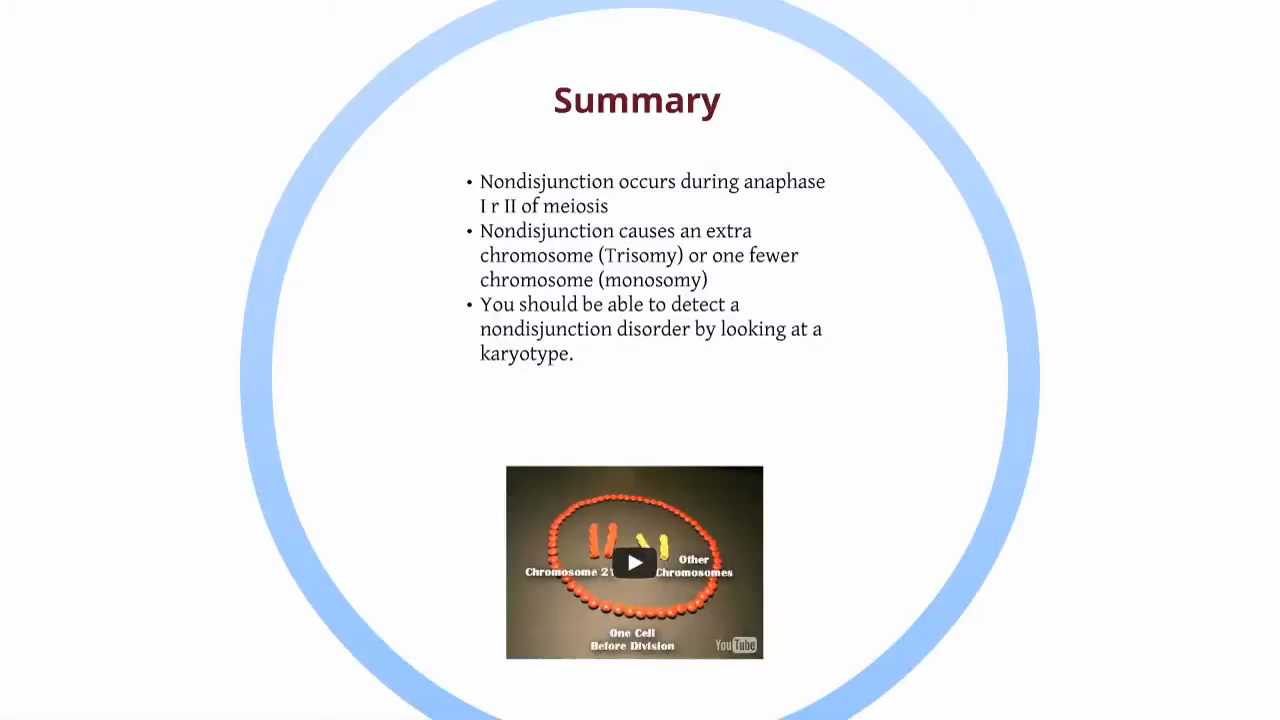 Summary
• Nondisjunction occurs during anaphase
I r II of meiosis
• Nondisjunction causes an extra
chromosome (Trisomy) or one fewer
chromosome (monosomy)
• You should be able to detect a
nondisjunction disorder by looking at a
karyotype.
Other
Chromosome 21 Chromosomes
One Cell
Before Division
YouTube